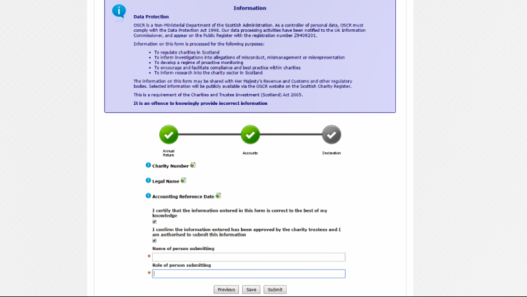 Information
Data Protection
OSCR is a Non-Ministerial Department of the Scottish Administration. As a controller of personal data, OSCR must
comply with the Data Protection Act 1998. Our data processing activities have been notified to the UK Information
Commissioner, and appear on the Public Register with the registration number Z8409201.
Information on this form is processed for the following purposes:
• To regulate charities in Scotland
• To inform investigations into allegations of misconduct, mismanagement or misrepresentation
• To develop a regime of proactive monitoring
• To encourage and facilitate compliance and best practice within charities
• To inform research into the charity sector in Scotland
The information on this form may be shared with Her Majesty's Revenue and Customs and other regulatory
bodies. Selected information will be publicly available via the OSCR website on the Scottish Charity Register.
This is a requirement of the Charities and Trustee Investment (Scotland) Act 2005.
It is an offence to knowingly provide incorrect information
Annual
Return
Accounts
Declaration
Charity Number
Legal Name
Accounting Reference Date
I certify that the information entered in this form is correct to the best of my
knowledge
I confirm the information entered has been approved by the charity trustees and I
am authorised to submit this information
Name of person submitting
*
Role of person submitting
*
Previous Save Submit